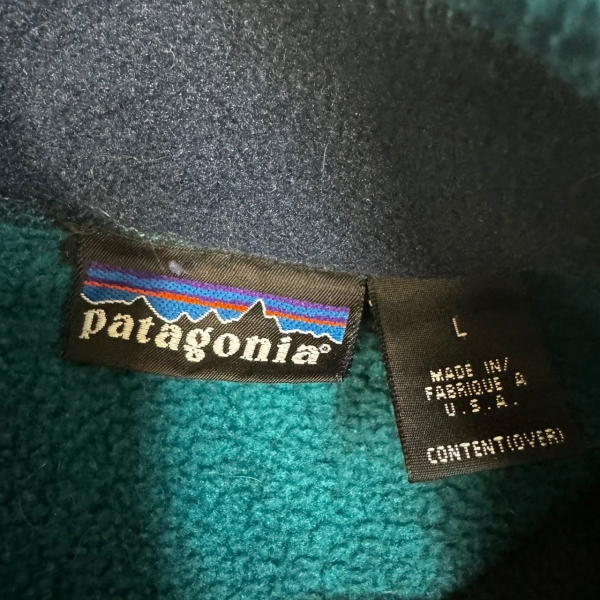 patagonia®
L
MADE IN/
FABRIQUE A
U.S.A.
CONTENT(OVER)